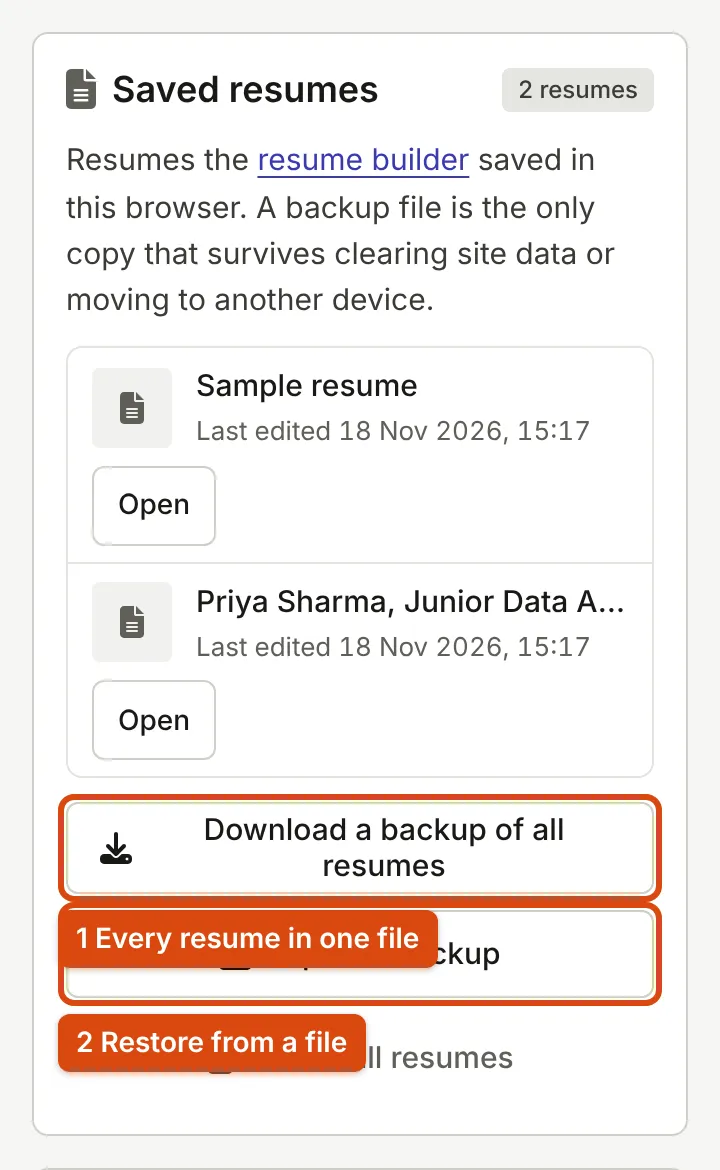 Saved resumes
2 resumes
Resumes the resume builder saved in
this browser. A backup file is the only
copy that survives clearing site data or
moving to another device.
Sample resume
Last edited 18 Nov 2026, 15:17
Open
Priya Sharma, Junior Data A...
Last edited 18 Nov 2026, 15:17
Open
Download a backup of all
resumes
1 Every resume in one file
2 Restore from a file
resumes